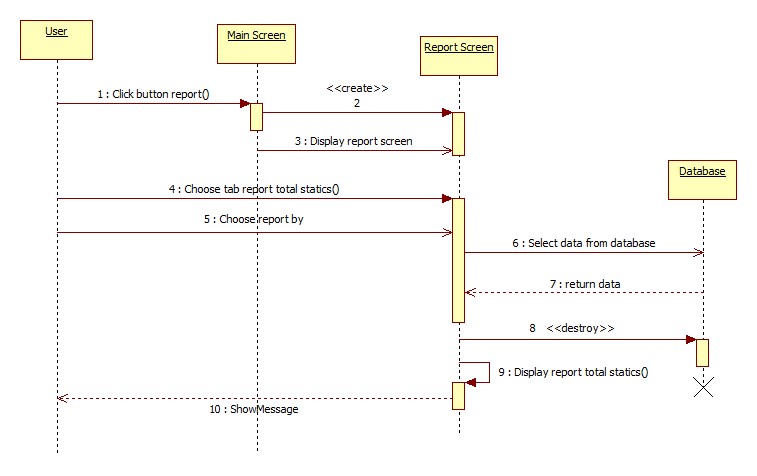 User
Main Screen
Report Screen
1 : Click button report()
<<create>>
2
3 : Display report screen
Database
4 : Choose tab report total statics()
5 : Choose report by
6 : Select data from database
7 : return data
8 <<destroy>>
9 : Display report total statics()
10 : ShowMessage